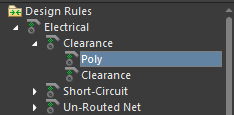 Design Rules
Electrical
Clearance
Poly
Clearance
Short-Circuit
Un-Routed Net